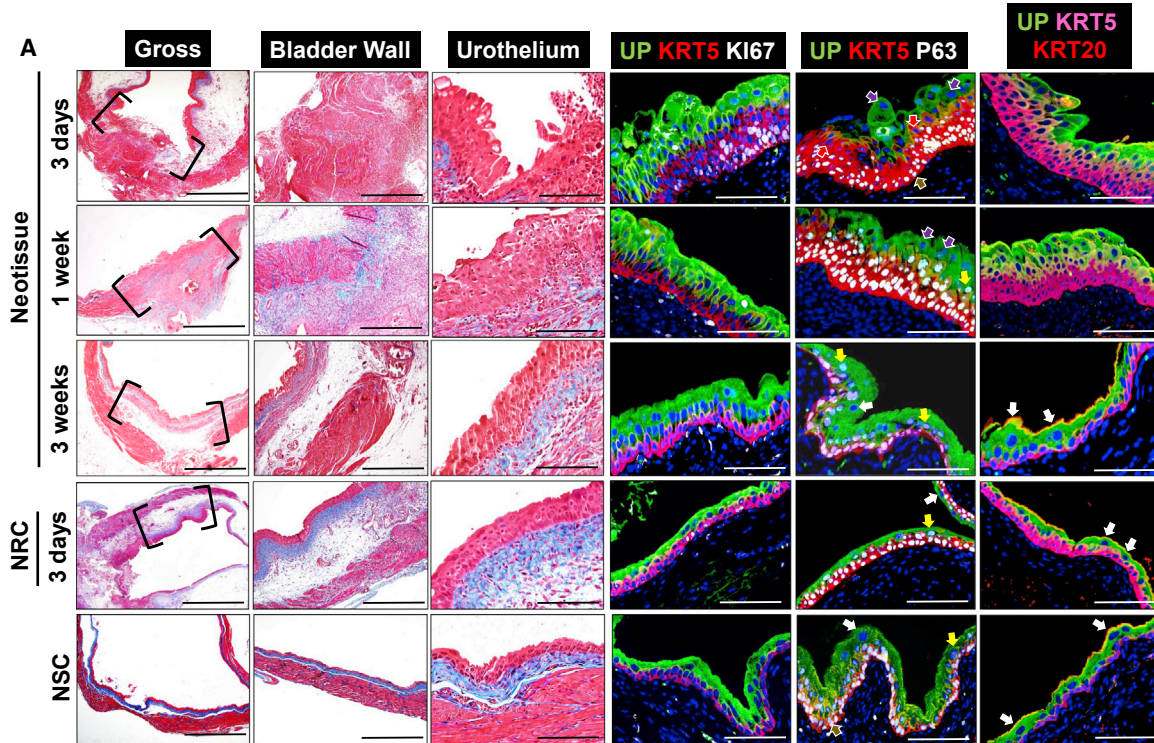 A
Gross
Bladder Wall
Urothelium
UP KRT5 KI67
UP KRT5 P63
UP KRT5
KRT20
Neotissue
3 days
1 week
3 weeks
NRC
3 days
NSC